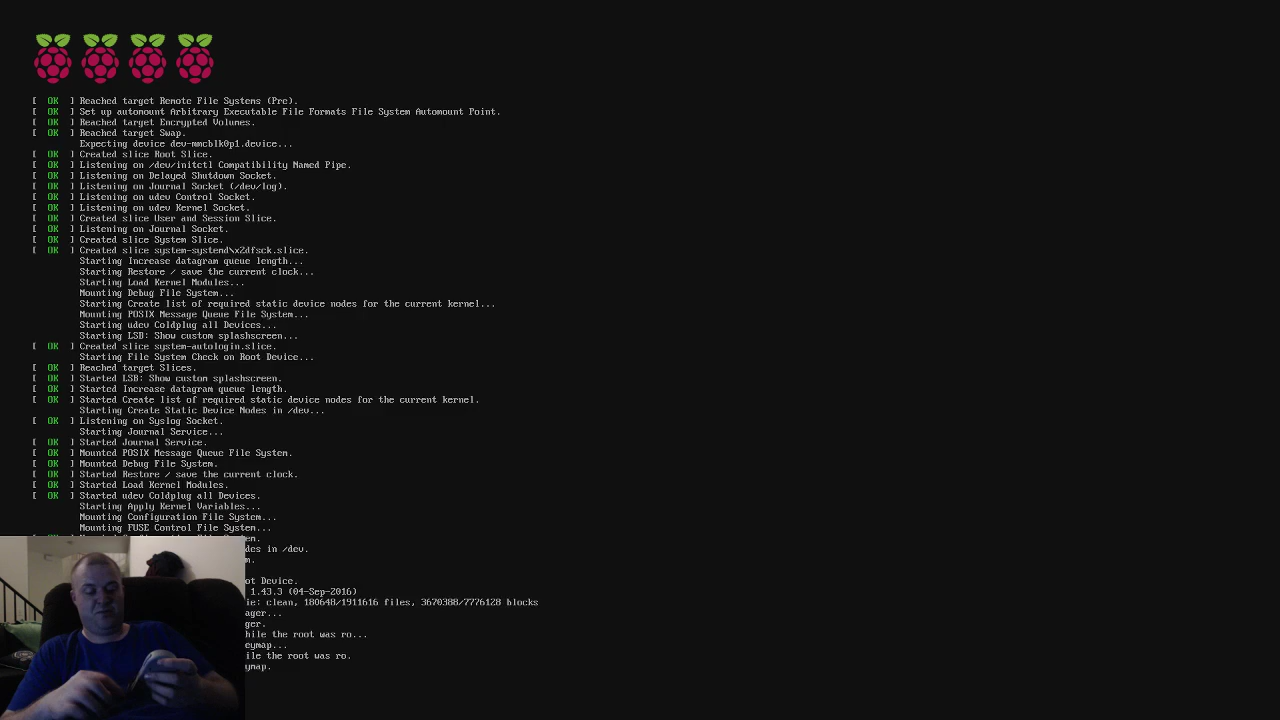 [  OK  ] Reached target Remote File Systems (Pre).
[  OK  ] Set up automount Arbitrary Executable File Formats File System Automount Point.
[  OK  ] Reached target Encrypted Volumes.
[  OK  ] Reached target Swap.
Expecting device dev-mmcblk0p1.device...
[  OK  ] Created slice Root Slice.
[  OK  ] Listening on /dev/initctl Compatibility Named Pipe.
[  OK  ] Listening on Delayed Shutdown Socket.
[  OK  ] Listening on Journal Socket (/dev/log).
[  OK  ] Listening on udev Control Socket.
[  OK  ] Listening on udev Kernel Socket.
[  OK  ] Created slice User and Session Slice.
[  OK  ] Listening on Journal Socket.
[  OK  ] Created slice System Slice.
[  OK  ] Created slice system-systemd\x2dfsck.slice.
Starting Increase datagram queue length...
Starting Restore / save the current clock...
Starting Load Kernel Modules...
Mounting Debug File System...
Starting Create list of required static device nodes for the current kernel...
Mounting POSIX Message Queue File System...
Starting udev Coldplug all Devices...
Starting LSB: Show custom splashscreen...
[  OK  ] Created slice system-autologin.slice.
Starting File System Check on Root Device...
[  OK  ] Reached target Slices.
[  OK  ] Started LSB: Show custom splashscreen.
[  OK  ] Started Increase datagram queue length.
[  OK  ] Started Create list of required static device nodes for the current kernel.
Starting Create Static Device Nodes in /dev...
[  OK  ] Listening on Syslog Socket.
Starting Journal Service...
[  OK  ] Started Journal Service.
[  OK  ] Mounted POSIX Message Queue File System.
[  OK  ] Mounted Debug File System.
[  OK  ] Started Restore / save the current clock.
[  OK  ] Started Load Kernel Modules.
[  OK  ] Started udev Coldplug all Devices.
Starting Apply Kernel Variables...
Mounting Configuration File System...
Mounting FUSE Control File System...
em.
des in /dev.
m.
ot Device.
1.43.3 (04-Sep-2016)
ie: clean, 180648/1911616 files, 3670388/7776128 blocks
ager...
ger.
hile the root was ro...
eymap...
ile the root was ro.
ymap.